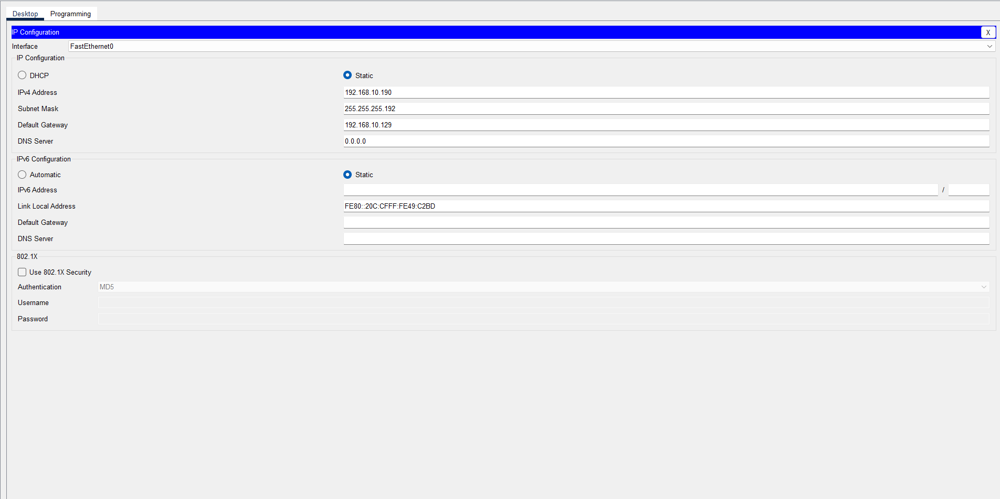 Desktop Programming
IP Configuration X
Interface FastEthernet0
IP Configuration
DHCP Static
IPv4 Address 192.168.10.190
Subnet Mask 255.255.255.192
Default Gateway 192.168.10.129
DNS Server 0.0.0.0
IPv6 Configuration
Automatic Static
IPv6 Address /
Link Local Address FE80::20C:CFFF:FE49:C2BD
Default Gateway
DNS Server
802.1X
Use 802.1X Security
Authentication MD5
Username
Password